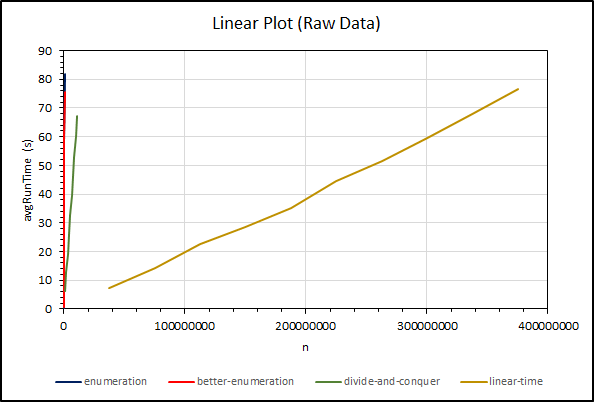 Linear Plot (Raw Data)
90
80
70
60
50
40
30
20
10
0
avgRunTime (s)
0 100000000 200000000 300000000 400000000
n
enumeration better-enumeration divide-and-conquer linear-time